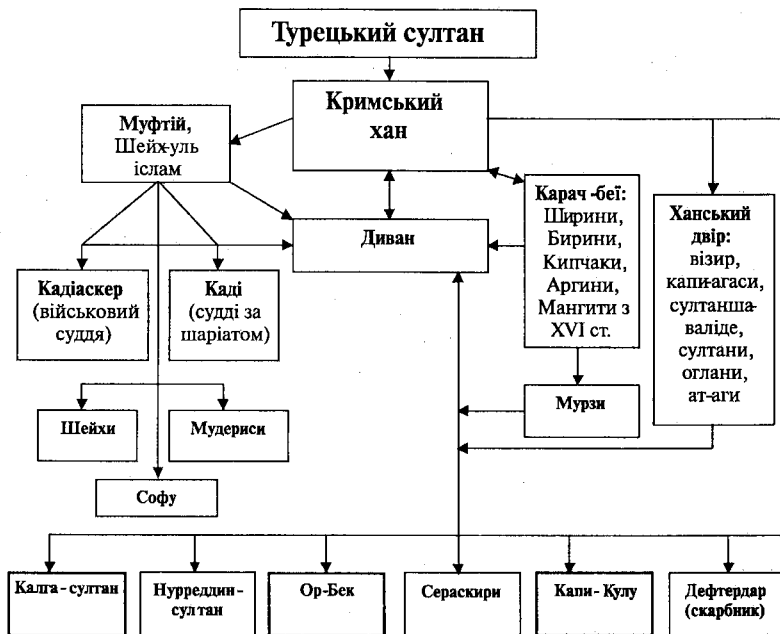 Турецький султан
Кримський
хан
Муфтій,
Шейх-уль
іслам
Диван
Карач-беї:
Ширини,
Бирини,
Кипчаки,
Аргини,
Мангити з
XVI ст.
Ханський
двір:
візир,
капи-агаси,
султанша-
валіде,
султани,
оглани,
ат-аги
Кадіаскер
(військовий
суддя)
Каді
(судді за
шаріатом)
Мурзи
Шейхи
Мудериси
Софу
Калга-султан
Нурреддин-
султан
Ор-Бек
Сераскири
Капи-Кулу
Дефтердар
(скарбник)